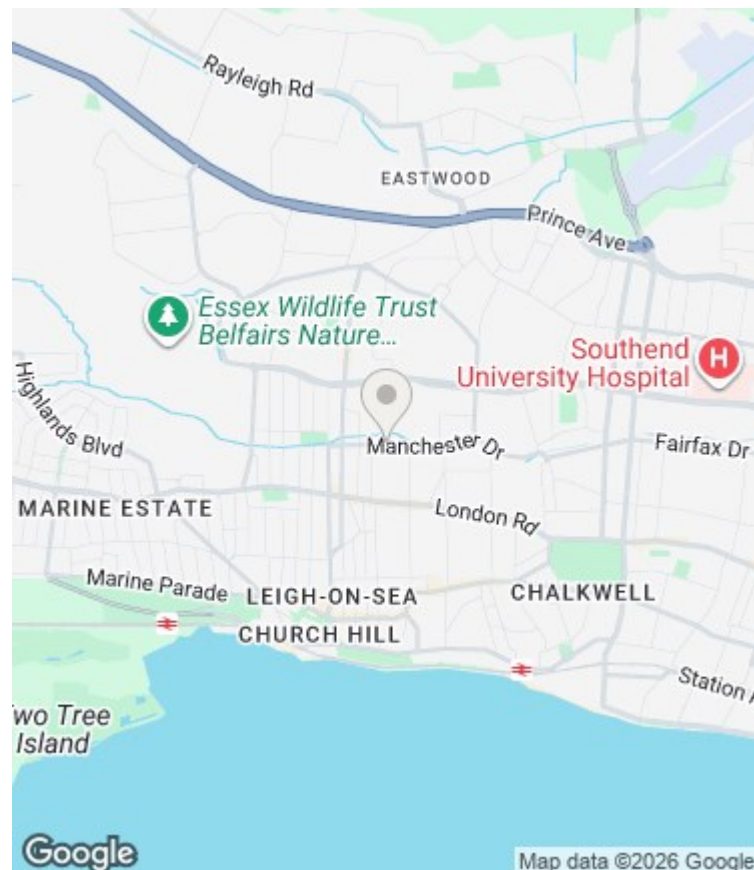 Rayleigh Rd
EASTWOOD
Prince Ave
Essex Wildlife Trust
Belfairs Nature...
Southend
University Hospital
H
Highlands Blvd
Manchester Dr
Fairfax Dr
MARINE ESTATE
London Rd
Marine Parade
LEIGH-ON-SEA
CHALKWELL
CHURCH HILL
Station A
Two Tree
Island
Google
Map data ©2026 Google